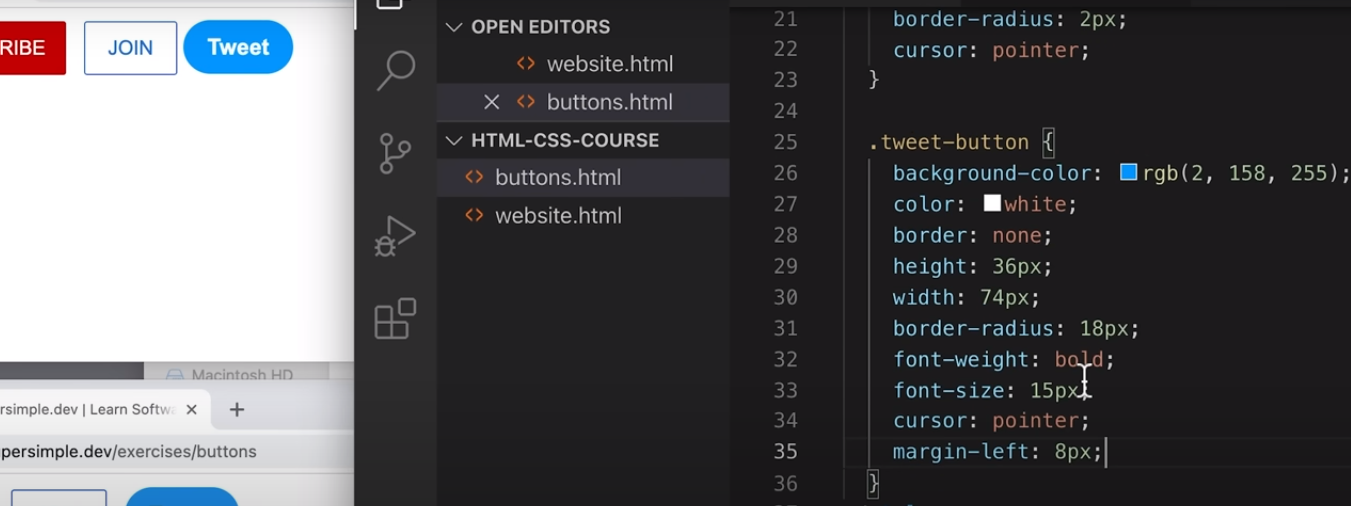 RIBE
JOIN
Tweet
Macintosh HD
rsimple.dev | Learn Softw
persimple.dev/exercises/buttons
OPEN EDITORS
website.html
buttons.html
HTML-CSS-COURSE
buttons.html
website.html
21 border-radius: 2px;
22 cursor: pointer;
23 }
24
25 .tweet-button {
26 background-color: rgb(2, 158, 255);
27 color: white;
28 border: none;
29 height: 36px;
30 width: 74px;
31 border-radius: 18px;
32 font-weight: bold;
33 font-size: 15px;
34 cursor: pointer;
35 margin-left: 8px;
36 }